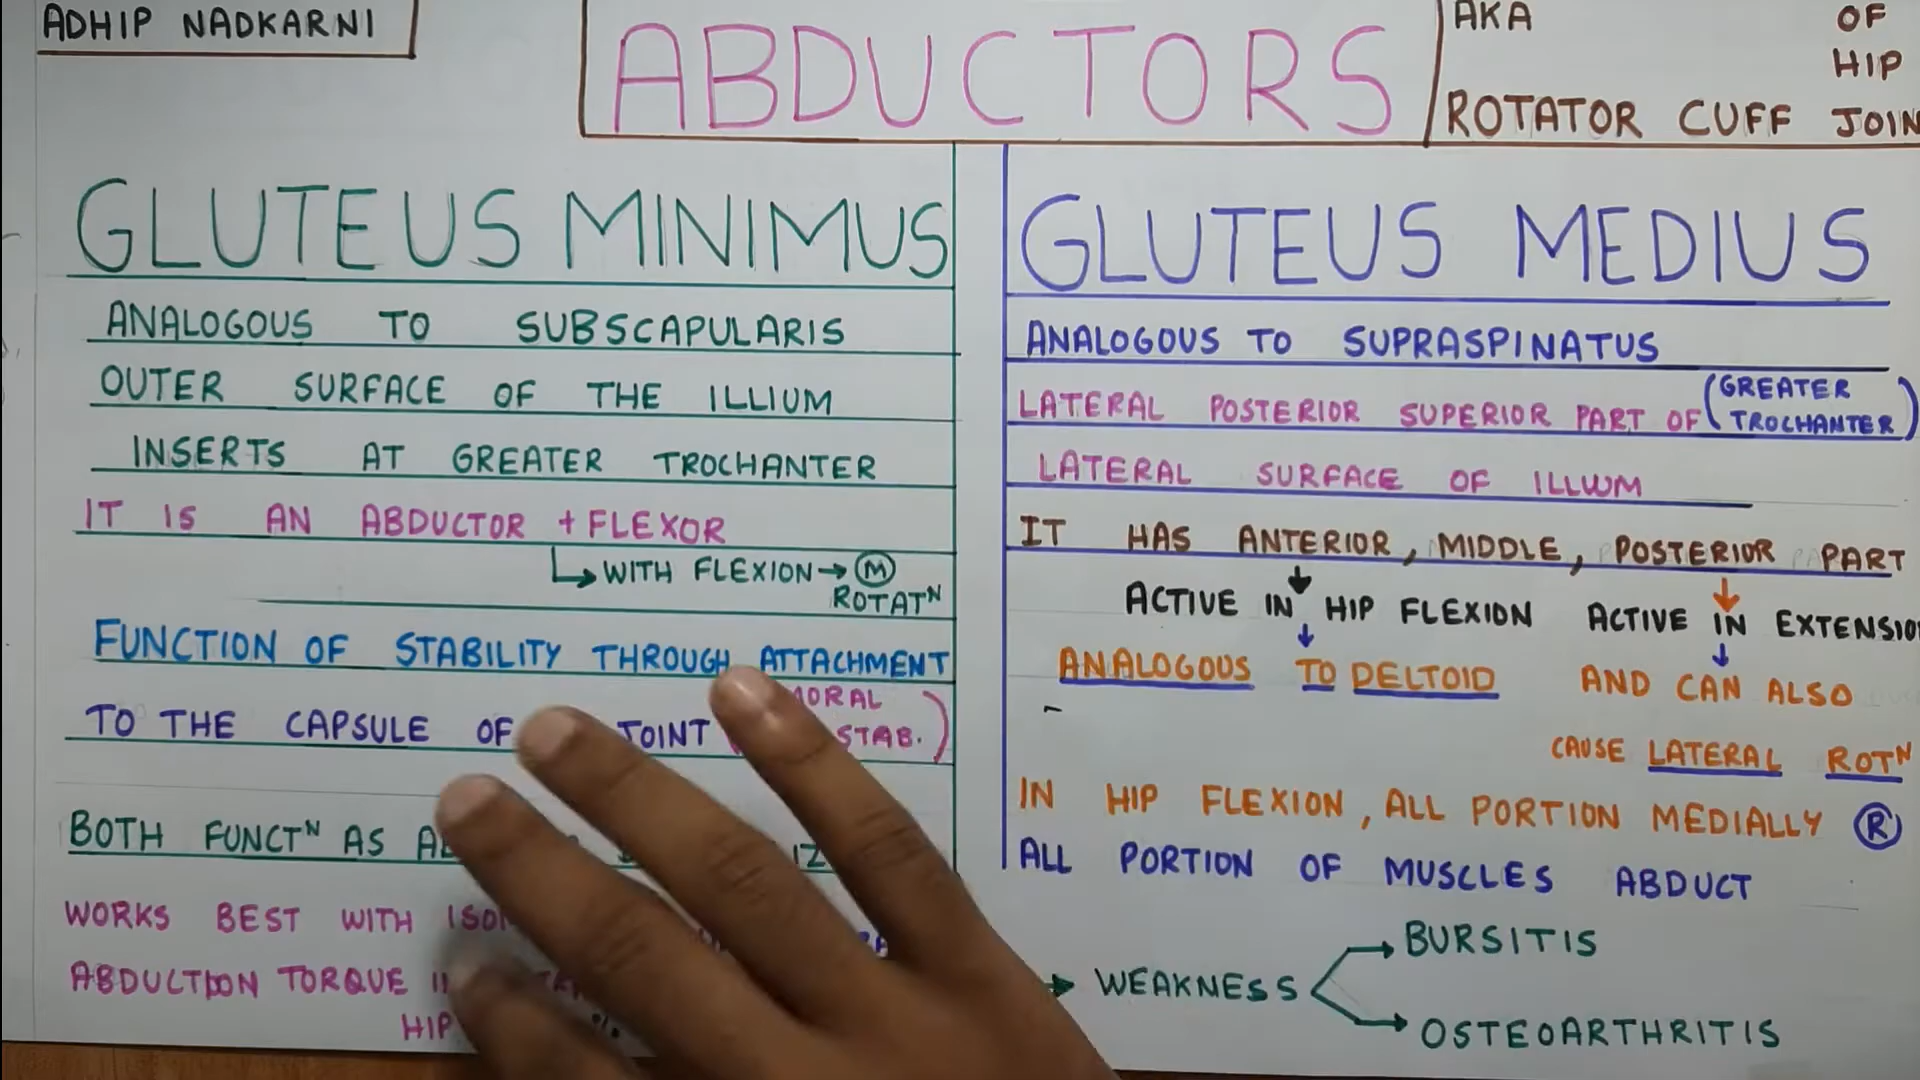 ADHIP NADKARNI
ABDUCTORS
AKA OF
HIP
ROTATOR CUFF JOIN
GLUTEUS MINIMUS
ANALOGOUS TO SUBSCAPULARIS
OUTER SURFACE OF THE ILLIUM
INSERTS AT GREATER TROCHANTER
IT IS AN ABDUCTOR + FLEXOR
WITH FLEXION → M
ROTATN
FUNCTION OF STABILITY THROUGH ATTACHMENT
TO THE CAPSULE OF JOINT
STAB.)
BOTH FUNCTN AS
WORKS BEST WITH
ABDUCTION TORQUE
HIP
GLUTEUS MEDIUS
ANALOGOUS TO SUPRASPINATUS
LATERAL POSTERIOR SUPERIOR PART OF (GREATER
TROCHANTER)
LATERAL SURFACE OF ILLIUM
IT HAS ANTERIOR, MIDDLE, POSTERIOR PART
ACTIVE IN HIP FLEXION
ANALOGOUS TO DELTOID
ACTIVE IN EXTENSIO
AND CAN ALSO
CAUSE LATERAL ROTN
IN HIP FLEXION, ALL PORTION MEDIALLY R
ALL PORTION OF MUSCLES ABDUCT
→ WEAKNESS
BURSITIS
OSTEOARTHRITIS